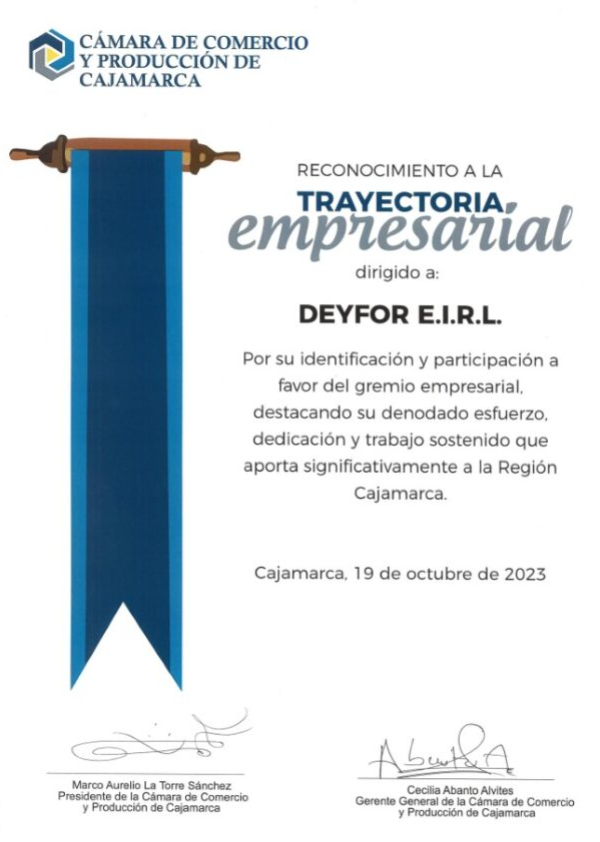 CÁMARA DE COMERCIO
Y PRODUCCIÓN DE
CAJAMARCA
RECONOCIMIENTO A LA
TRAYECTORIA
empresarial
dirigido a:
DEYFOR E.I.R.L.
Por su identificación y participación a
favor del gremio empresarial,
destacando su denodado esfuerzo,
dedicación y trabajo sostenido que
aporta significativamente a la Región
Cajamarca.
Cajamarca, 19 de octubre de 2023
Marco Aurelio La Torre Sánchez
Presidente de la Cámara de Comercio
y Producción de Cajamarca
Cecilia Abanto Alvites
Gerente General de la Cámara de Comercio
y Producción de Cajamarca